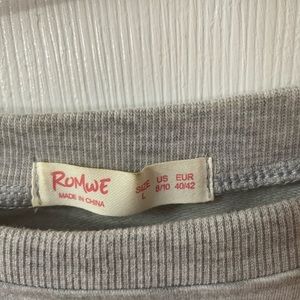 ROMWE
MADE IN CHINA
SIZE US EUR
L 8/10 40/42